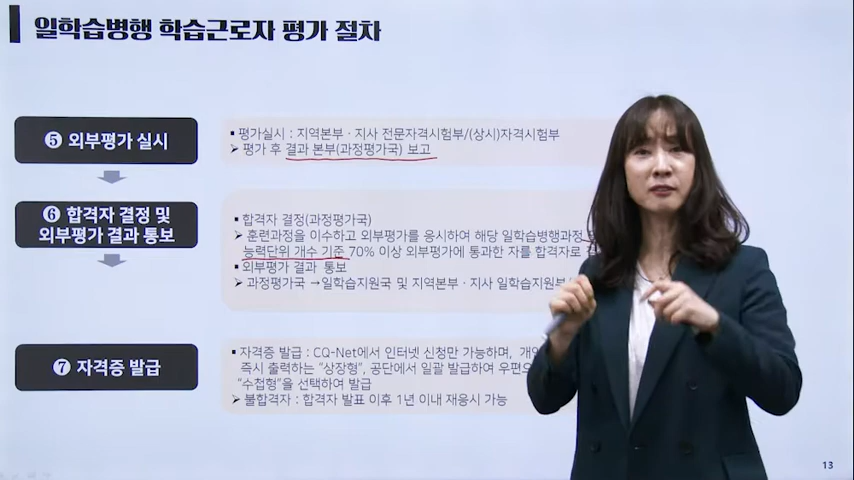 일학습병행 학습근로자 평가 절차
❺ 외부평가 실시
▪ 평가실시 : 지역본부 · 지사 전문자격시험부/(상시)자격시험부
➢ 평가 후 결과 본부(과정평가국) 보고
❻ 합격자 결정 및
외부평가 결과 통보
▪ 합격자 결정(과정평가국)
➢ 훈련과정을 이수하고 외부평가를 응시하여 해당 일학습병행과정
능력단위 개수 기준 70% 이상 외부평가에 통과한 자를 합격자로
▪ 외부평가 결과 통보
➢ 과정평가국 →일학습지원국 및 지역본부 · 지사 일학습지원부
❼ 자격증 발급
▪ 자격증 발급 : CQ-Net에서 인터넷 신청만 가능하며,
즉시 출력하는 “상장형”, 공단에서 일괄 발급하여
“수첩형”을 선택하여 발급
➢ 불합격자 : 합격자 발표 이후 1년 이내 재응시 가능
13